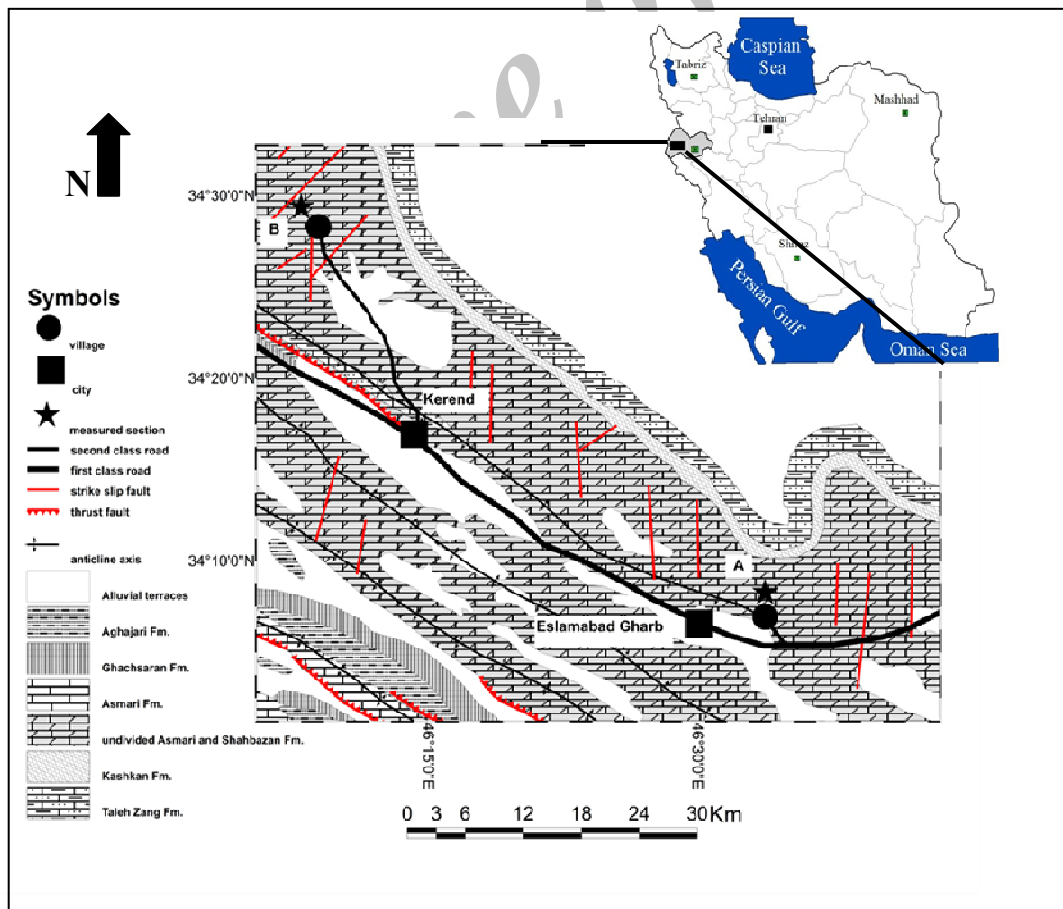 Caspian
Sea
Tabriz
Mashhad
Tehran
Shiraz
Persian Gulf
Oman Sea
N
34°30'0"N
34°20'0"N
34°10'0"N
B
Kerend
A
Eslamabad Gharb
46°15'0"E
46°30'0"E
0 3 6 12 18 24 30Km
Symbols
village
city
measured section
second class road
first class road
strike slip fault
thrust fault
anticline axis
Alluvial terraces
Aghajari Fm.
Ghachsaran Fm.
Asmari Fm.
undivided Asmari and Shahbazan Fm.
Kashkan Fm.
Taleh Zang Fm.